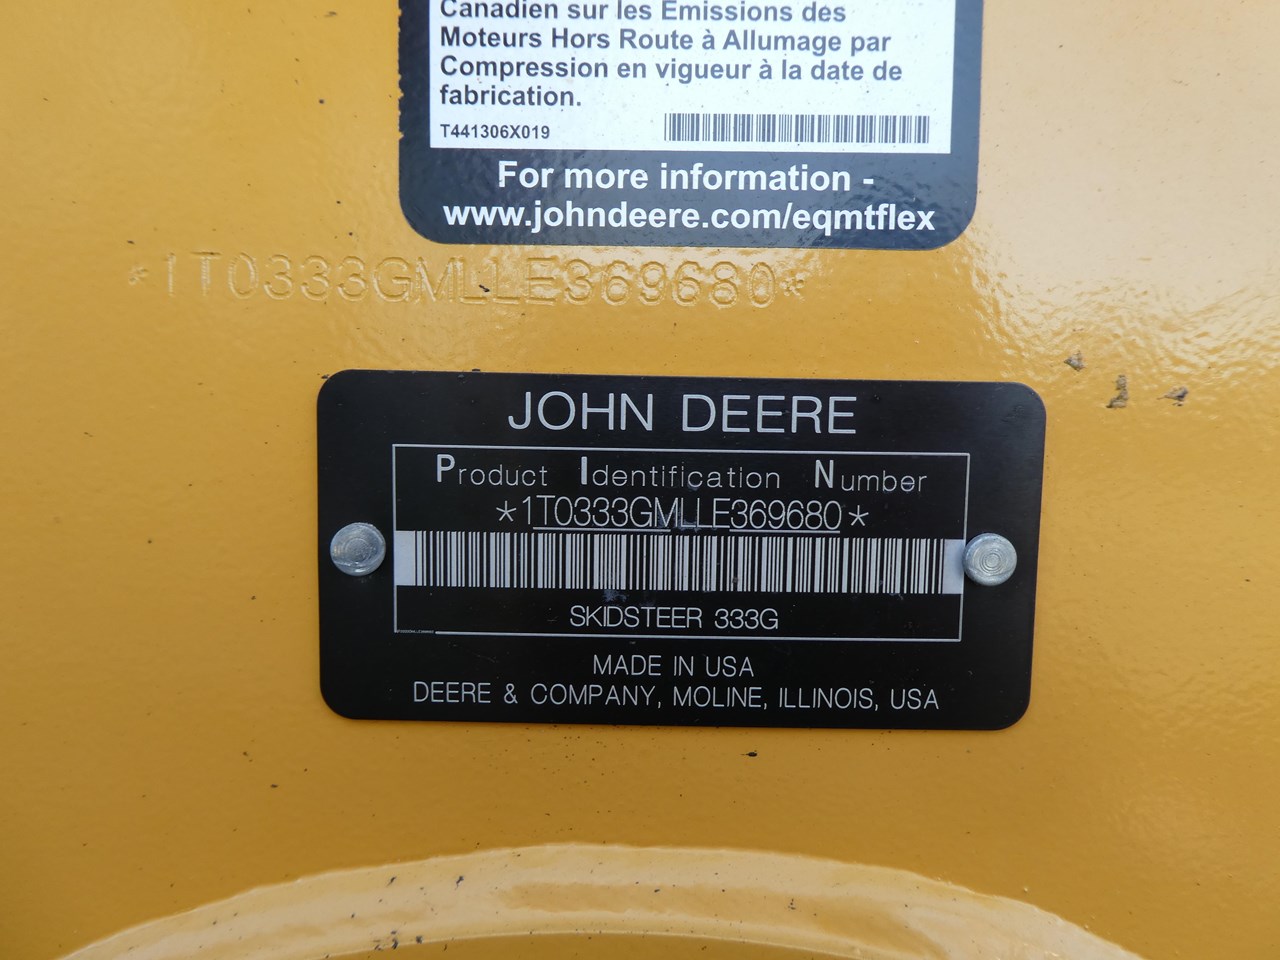 Canadien sur les Émissions des
Moteurs Hors Route à Allumage par
Compression en vigueur à la date de
fabrication.
T441306X019
For more information -
www.johndeere.com/eqmtflex
*1T0333GMLLE369680*
JOHN DEERE
Product Identification Number
*1T0333GMLLE369680*
SKIDSTEER 333G
MADE IN USA
DEERE & COMPANY, MOLINE, ILLINOIS, USA